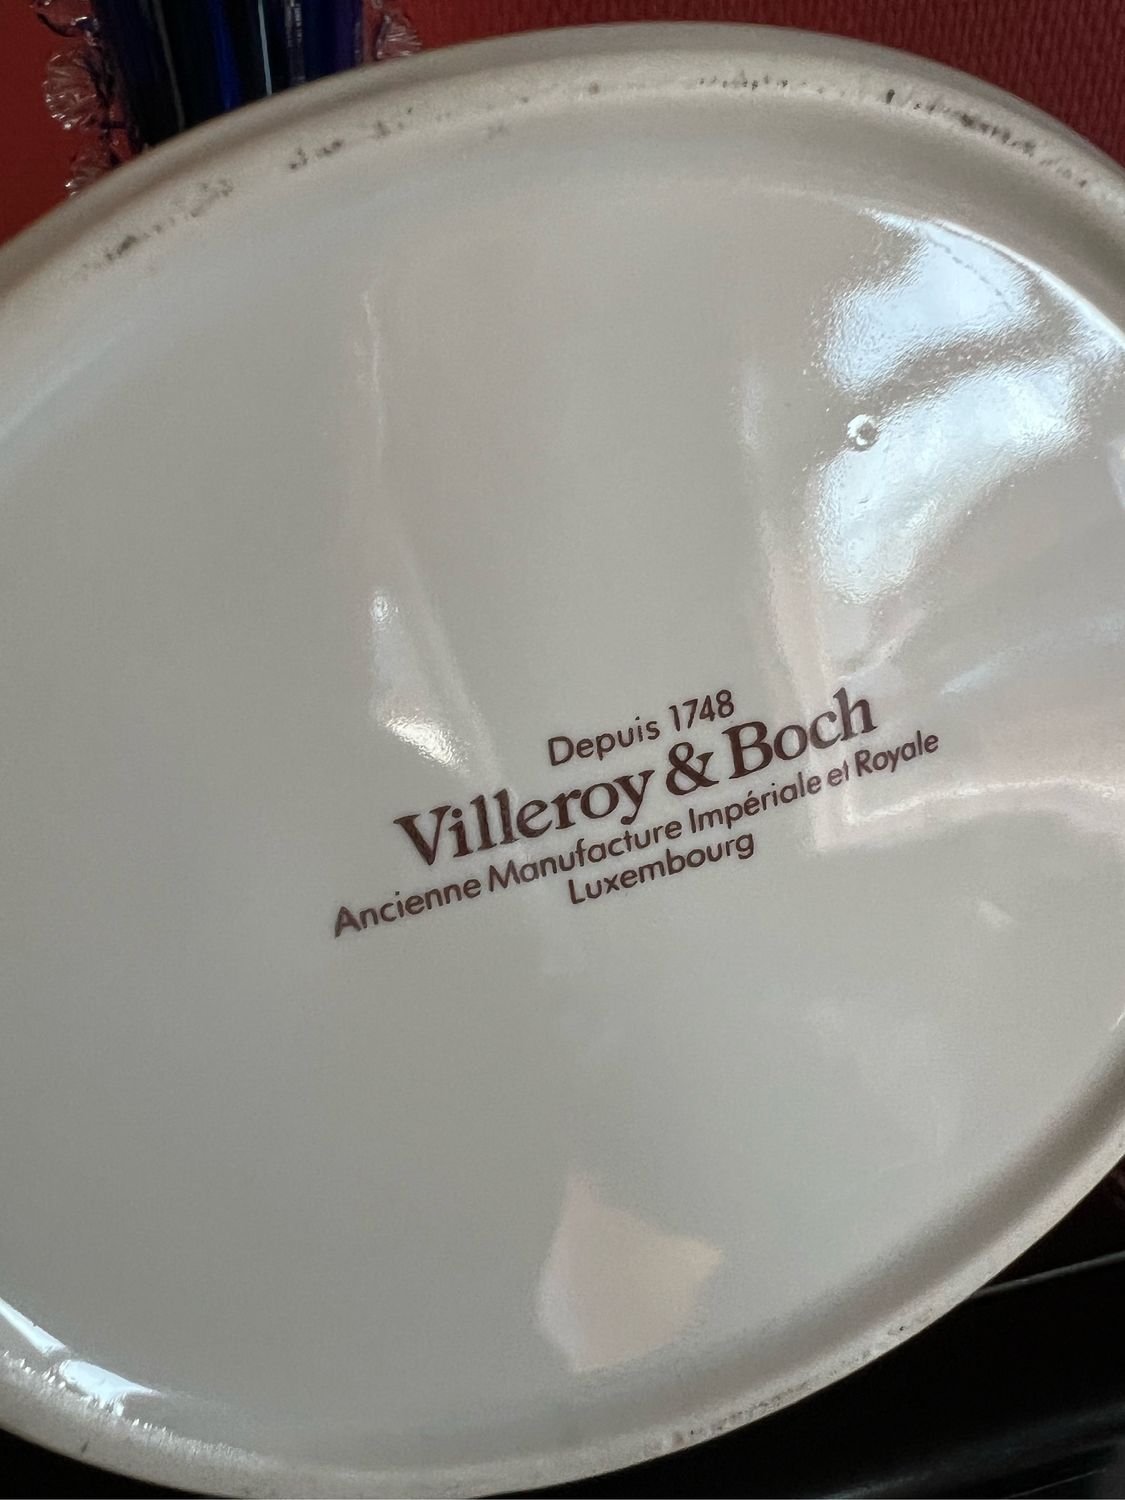 Depuis 1748
Villeroy & Boch
Ancienne Manufacture Impériale et Royale
Luxembourg